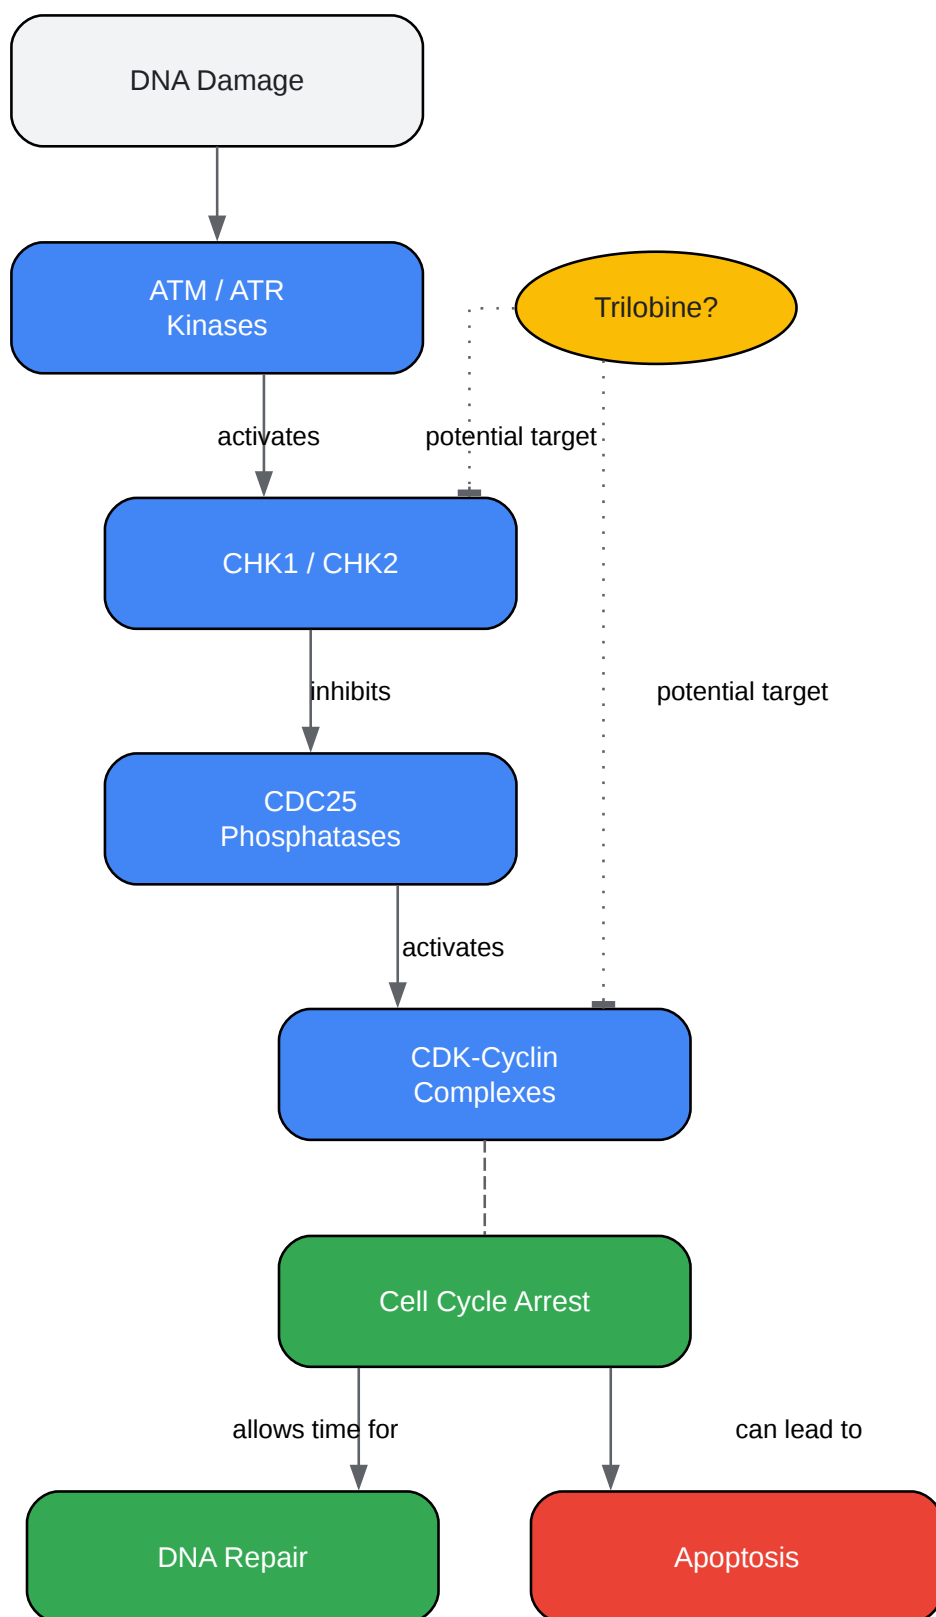 DNA Damage
ATM / ATR
Kinases
Trilobine?
activates
potential target
CHK1 / CHK2
inhibits
potential target
CDC25
Phosphatases
activates
CDK-Cyclin
Complexes
Cell Cycle Arrest
allows time for
can lead to
DNA Repair
Apoptosis